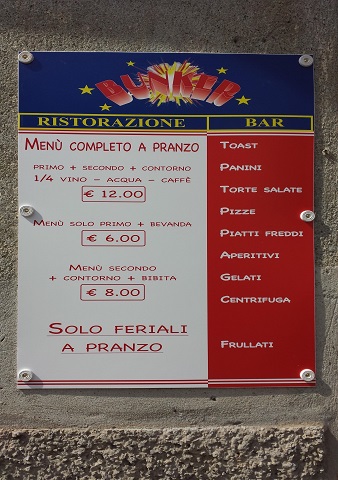 BUNKER
RISTORAZIONE
BAR
MENÙ COMPLETO A PRANZO
PRIMO + SECONDO + CONTORNO
1/4 VINO – ACQUA – CAFFÈ
€ 12.00
MENÙ SOLO PRIMO + BEVANDA
€ 6.00
MENÙ SECONDO
+ CONTORNO + BIBITA
€ 8.00
SOLO FERIALI
A PRANZO
TOAST
PANINI
TORTE SALATE
PIZZE
PIATTI FREDDI
APERITIVI
GELATI
CENTRIFUGA
FRULLATI